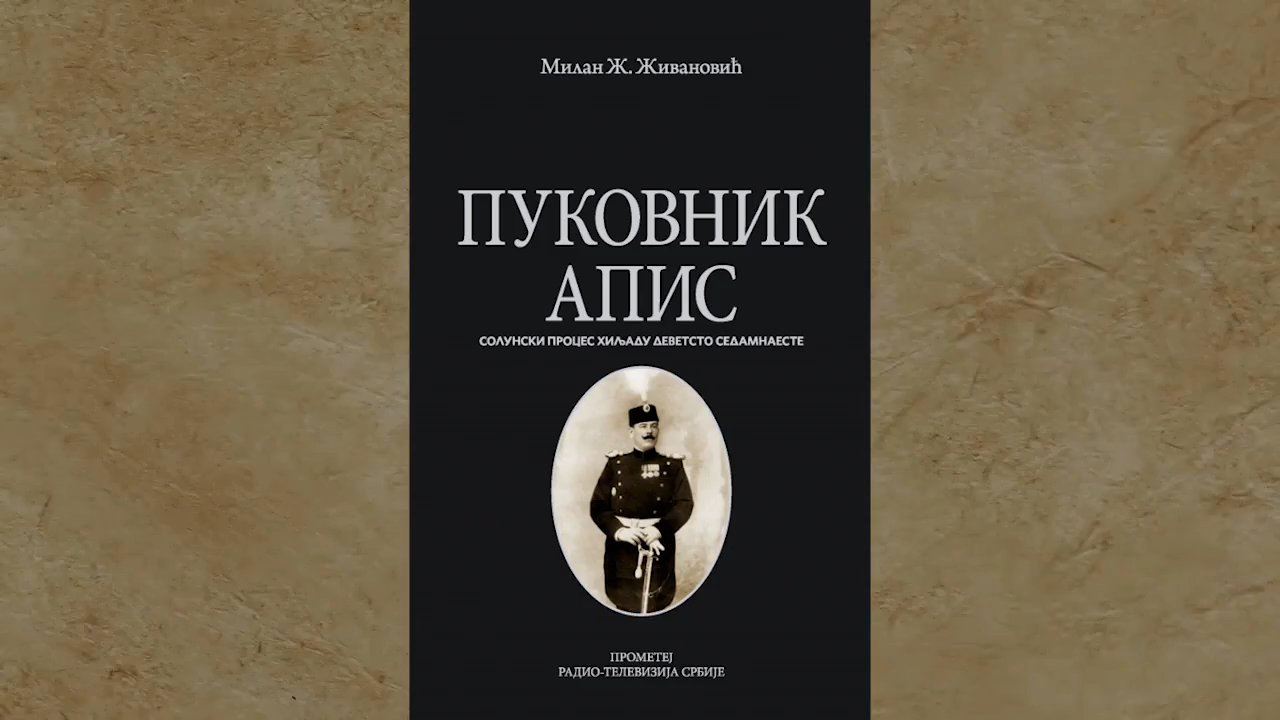 Милан Ж. Живановић
ПУКОВНИК
АПИС
СОЛУНСКИ ПРОЦЕС ХИЉАДУ ДЕВЕТСТО СЕДАМНАЕСТЕ
ПРОМЕТЕЈ
РАДИО-ТЕЛЕВИЗИЈА СРБИЈЕ